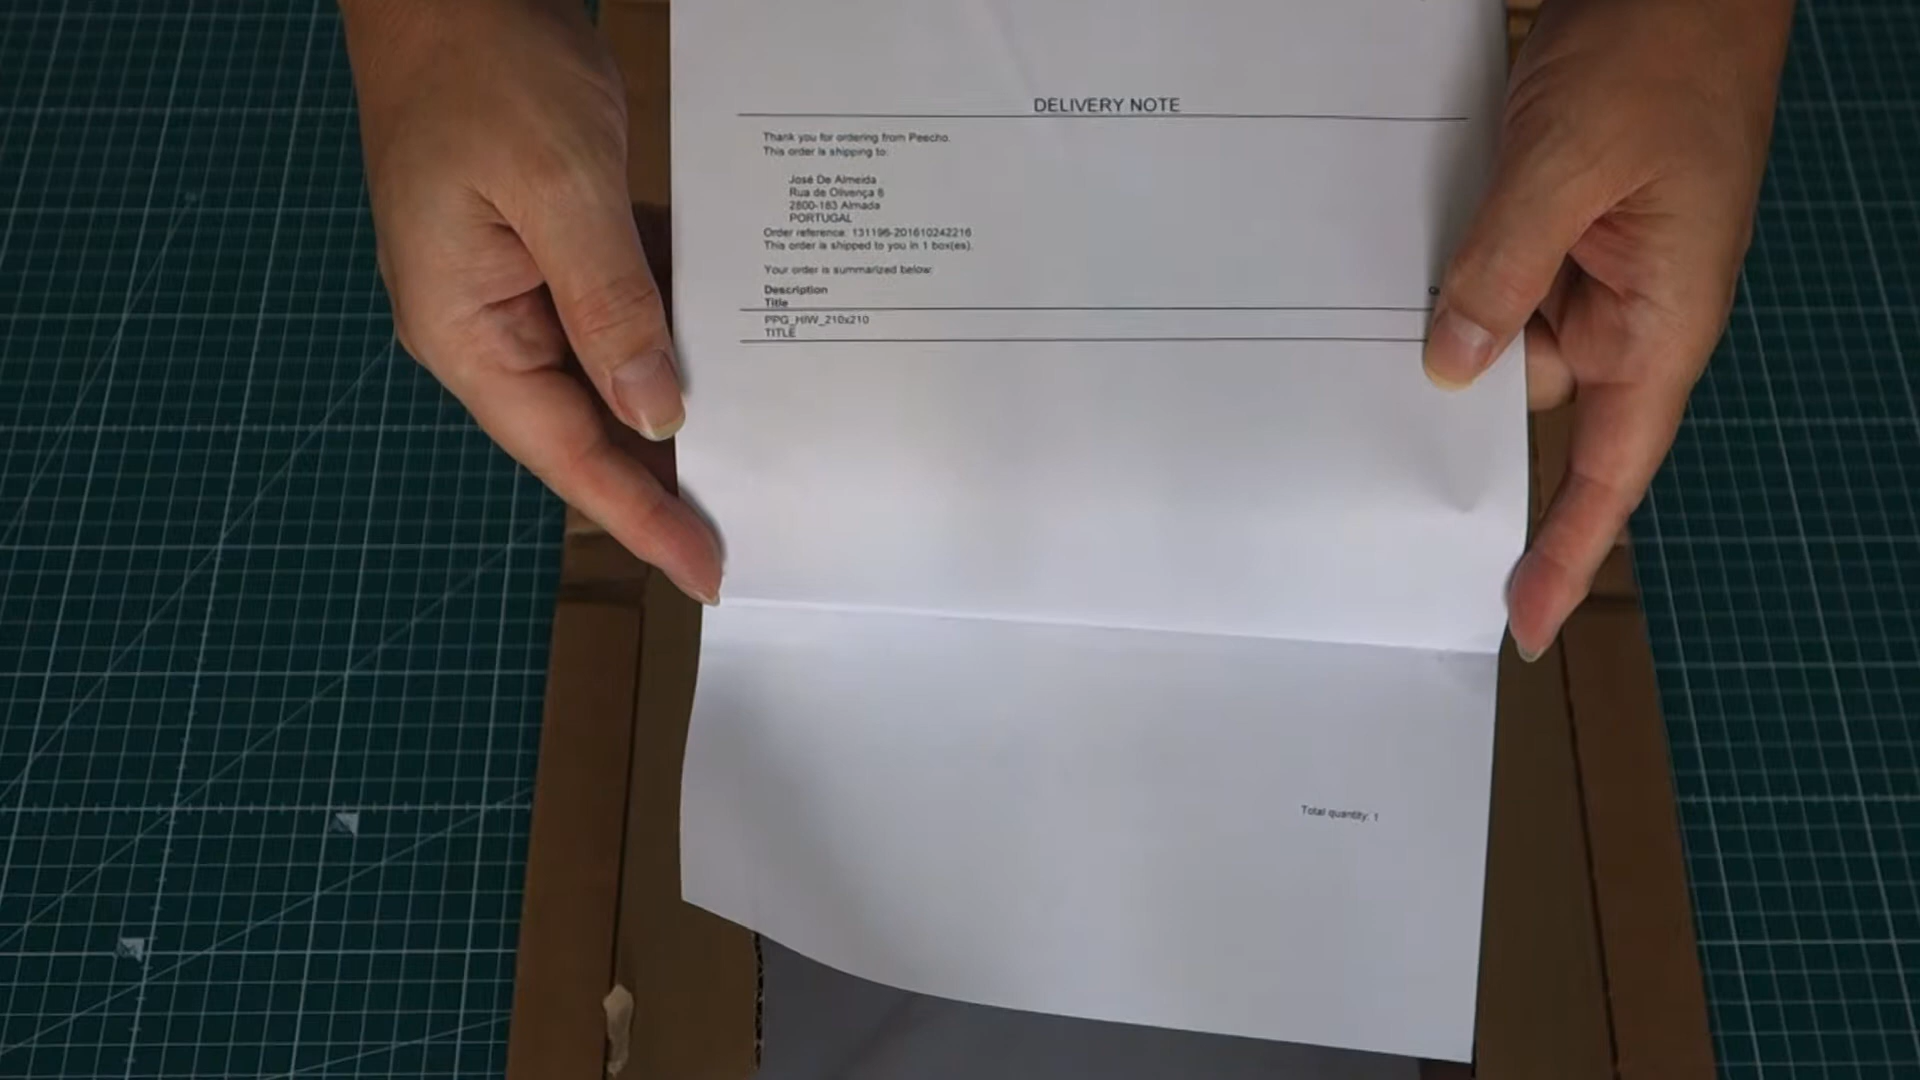 DELIVERY NOTE
Thank you for ordering from Peecho.
This order is shipping to:
José De Almeida
Rua de Olivença 6
2800-183 Almada
PORTUGAL
Order reference: 131196-201610242216
This order is shipped to you in 1 box(es).
Your order is summarized below:
Description
Title
PPG_HIW_210x210
TITLE
Total quantity: 1